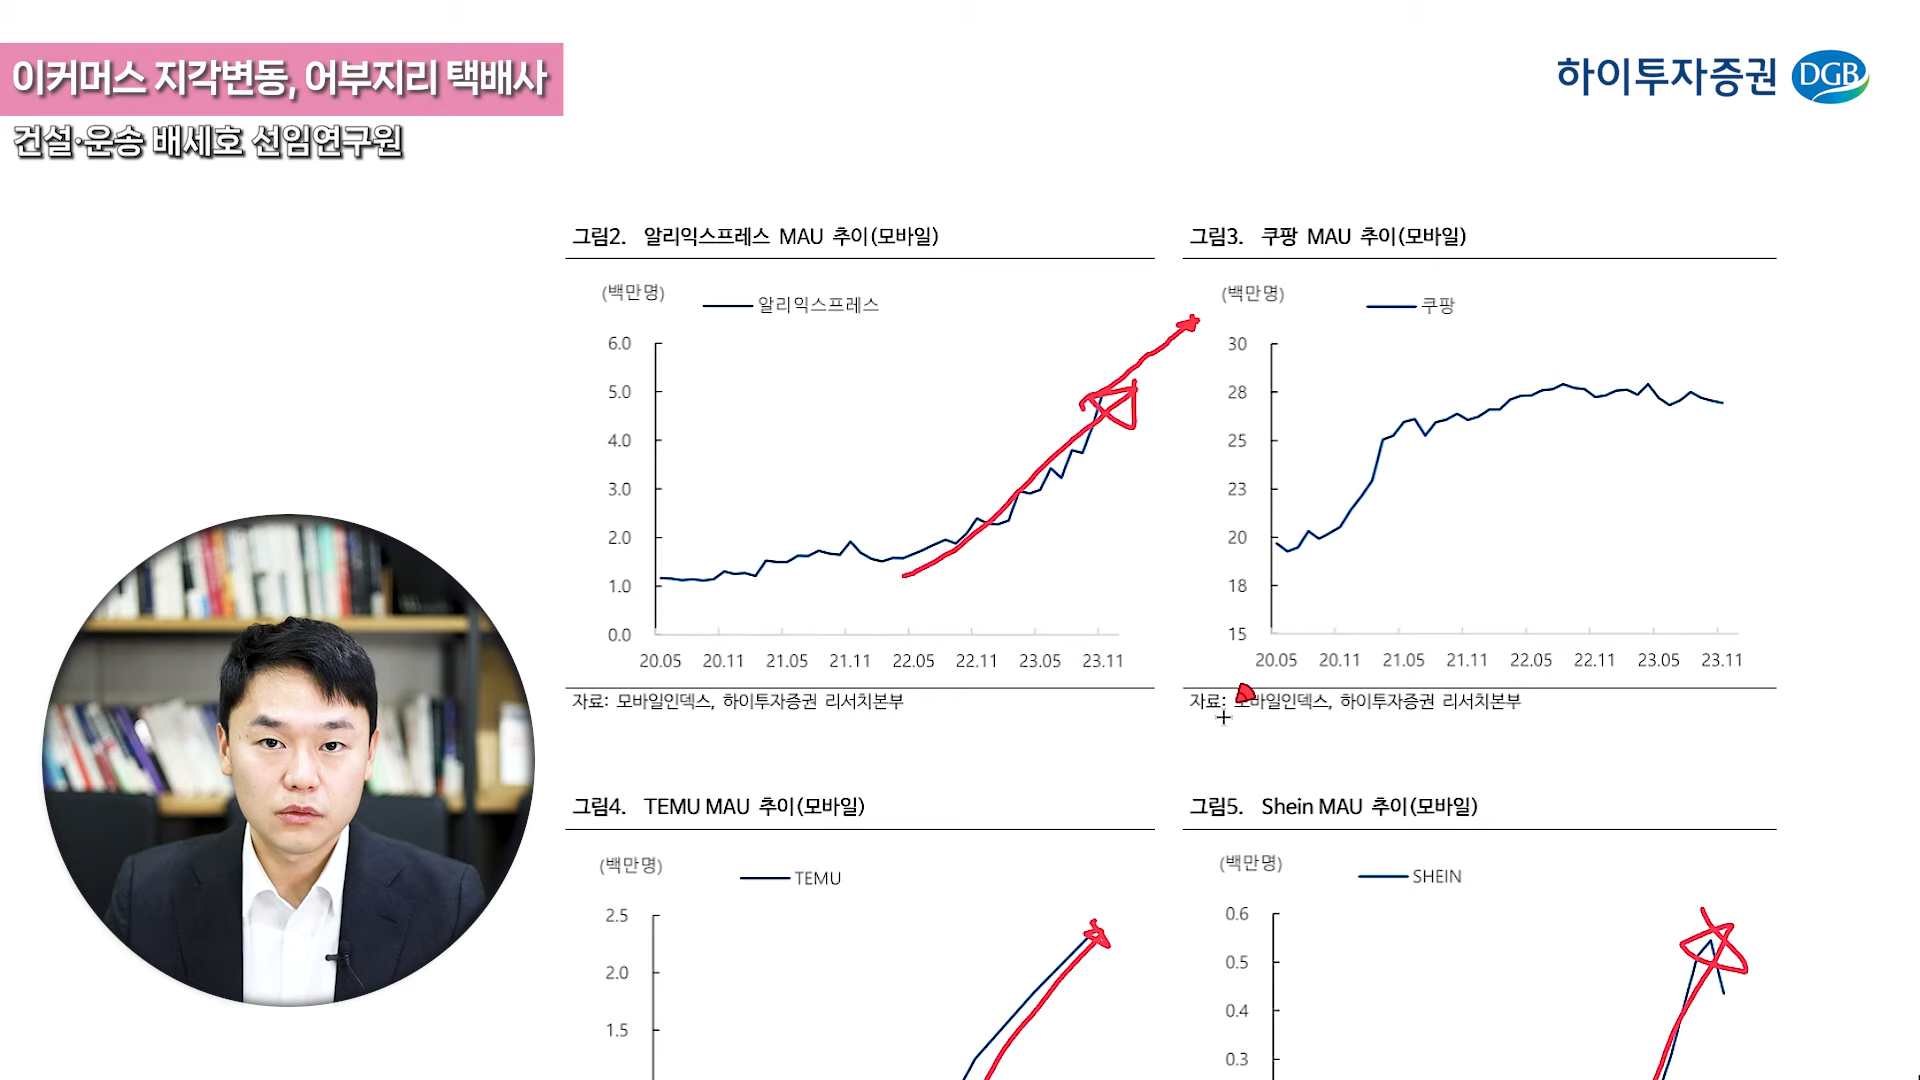 이커머스 지각변동, 어부지리 택배사
건설·운송 배세호 선임연구원
하이투자증권 DGB
그림2. 알리익스프레스 MAU 추이(모바일)
(백만명)
알리익스프레스
6.0
5.0
4.0
3.0
2.0
1.0
0.0
20.05 20.11 21.05 21.11 22.05 22.11 23.05 23.11
자료: 모바일인덱스, 하이투자증권 리서치본부
그림3. 쿠팡 MAU 추이(모바일)
(백만명)
쿠팡
30
28
25
23
20
18
15
20.05 20.11 21.05 21.11 22.05 22.11 23.05 23.11
자료: 모바일인덱스, 하이투자증권 리서치본부
그림4. TEMU MAU 추이(모바일)
(백만명)
TEMU
2.5
2.0
1.5
그림5. Shein MAU 추이(모바일)
(백만명)
SHEIN
0.6
0.5
0.4
0.3